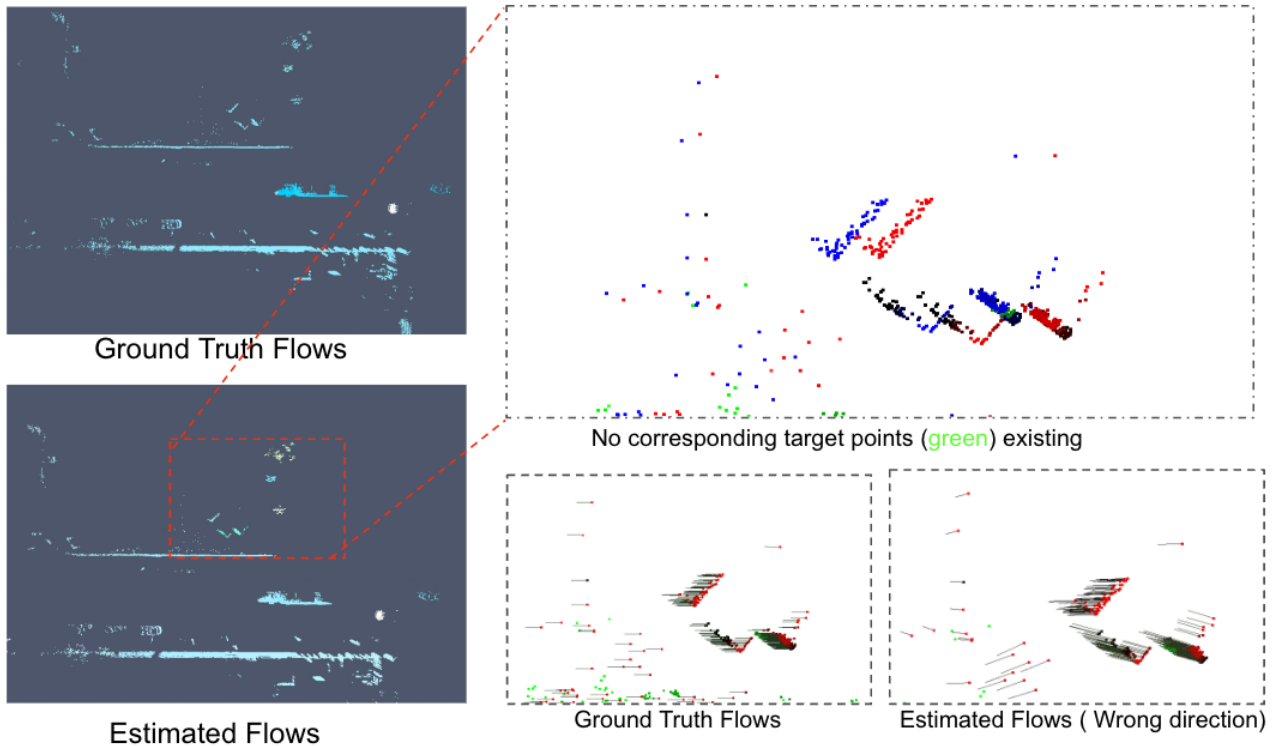 Ground Truth Flows
No corresponding target points (green) existing
Ground Truth Flows
Estimated Flows ( Wrong direction)
Estimated Flows